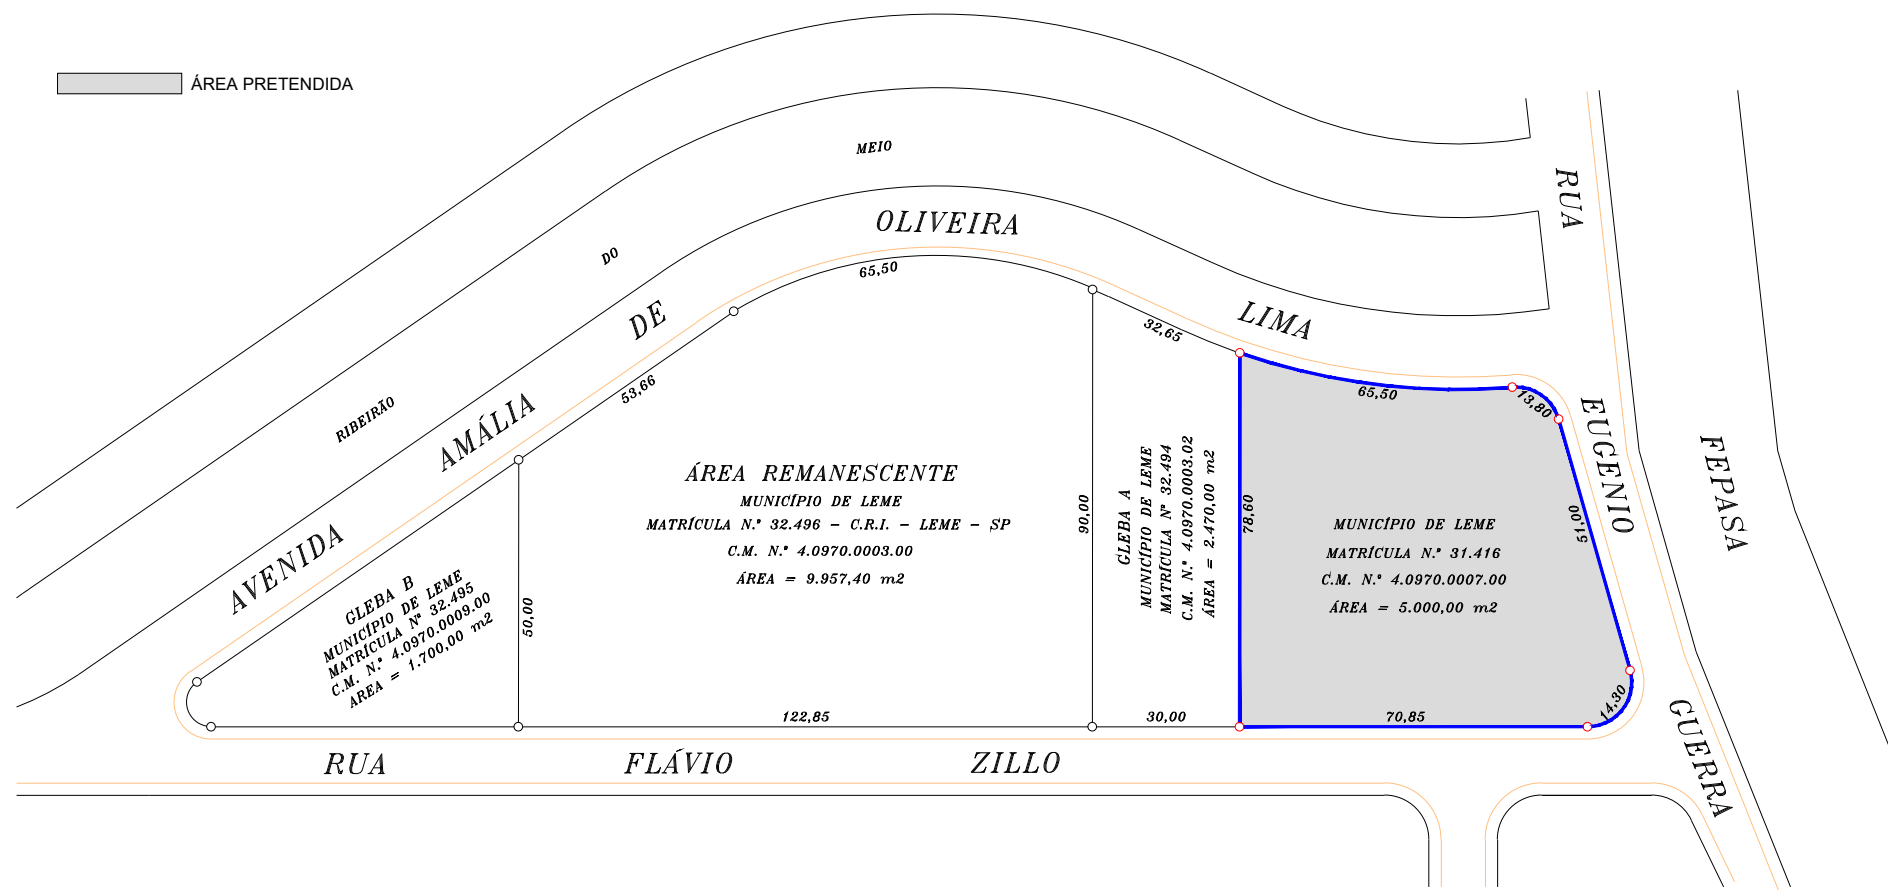 ÁREA PRETENDIDA
MEIO
DO
RIBEIRÃO
RUA
OLIVEIRA
65,50
DE
LIMA
32,65
53,66
AMÁLIA
65,50
13,80
EUGENIO
FEPASA
AVENIDA
ÁREA REMANESCENTE
MUNICÍPIO DE LEME
MATRÍCULA N.º 32.496 - C.R.I. - LEME - SP
C.M. N.º 4.0970.0003.00
ÁREA = 9.957,40 m2
90,00
GLEBA A
MUNICÍPIO DE LEME
MATRÍCULA Nº 32.494
C.M. N.º 4.0970.0003.02
ÁREA = 2.470,00 m2
78,60
MUNICÍPIO DE LEME
MATRÍCULA N.º 31.416
C.M. N.º 4.0970.0007.00
ÁREA = 5.000,00 m2
51,00
GLEBA B
MUNICÍPIO DE LEME
MATRÍCULA Nº 32.495
C.M. N.º 4.0970.0009.00
AREA = 1.700,00 m2
50,00
122,85
30,00
70,85
14,30
GUERRA
RUA FLÁVIO ZILLO